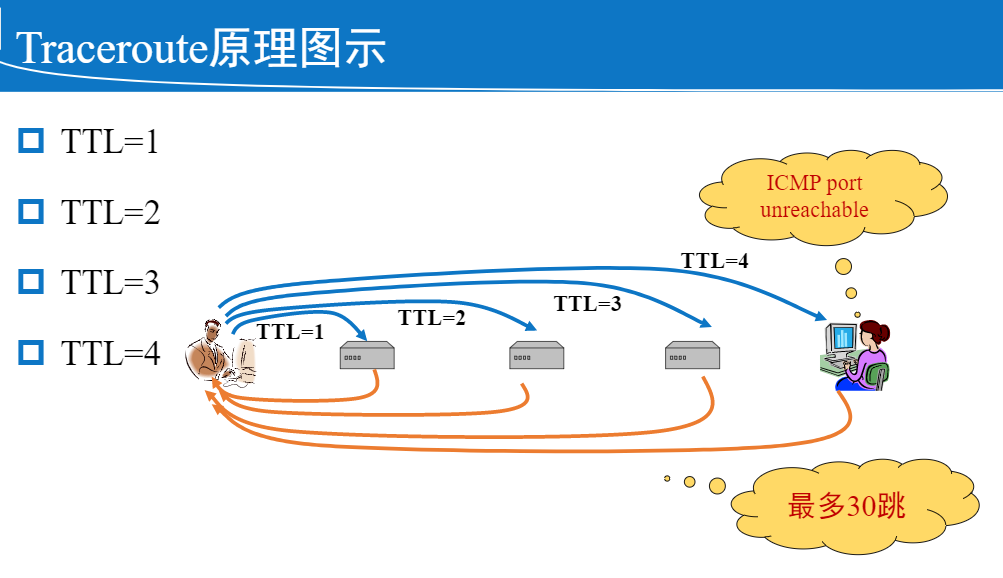 Traceroute原理图示
TTL=1
TTL=2
TTL=3
TTL=4
ICMP port
unreachable
TTL=4
TTL=3
TTL=2
TTL=1
最多30跳